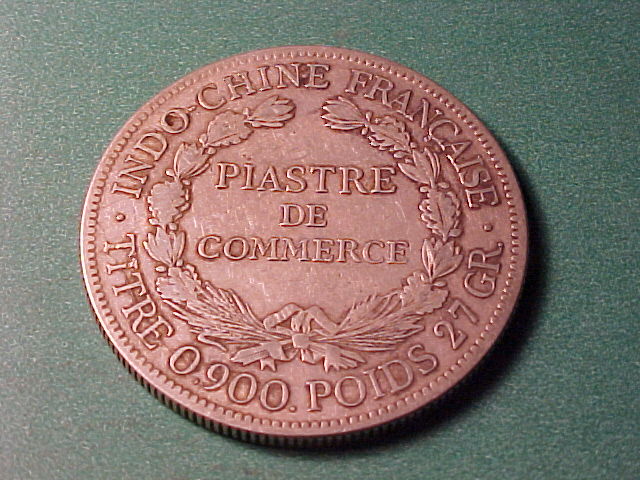 INDO-CHINE FRANÇAISE
PIASTRE
DE
COMMERCE
TITRE 0.900. POIDS 27 GR.